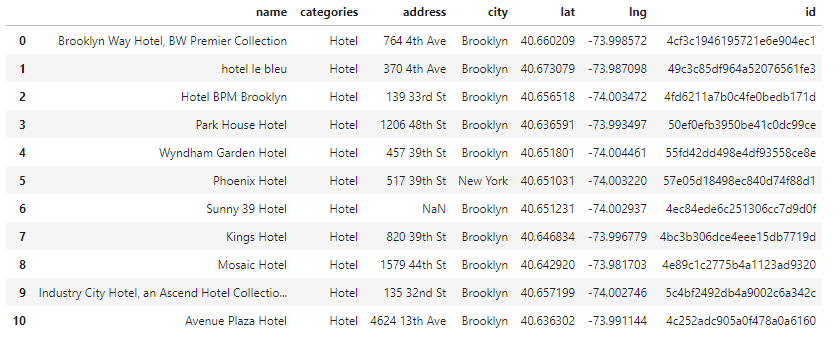 name categories address city lat lng id
0 Brooklyn Way Hotel, BW Premier Collection Hotel 764 4th Ave Brooklyn 40.660209 -73.998572 4cf3c1946195721e6e904ec1
1 hotel le bleu Hotel 370 4th Ave Brooklyn 40.673079 -73.987098 49c3c85df964a52076561fe3
2 Hotel BPM Brooklyn Hotel 139 33rd St Brooklyn 40.656518 -74.003472 4fd6211a7b0c4fe0bedb171d
3 Park House Hotel Hotel 1206 48th St Brooklyn 40.636591 -73.993497 50ef0efb3950be41c0dc99ce
4 Wyndham Garden Hotel Hotel 457 39th St Brooklyn 40.651801 -74.004461 55fd42dd498e4df93558ce8e
5 Phoenix Hotel Hotel 517 39th St New York 40.651031 -74.003220 57e05d18498ec840d74f88d1
6 Sunny 39 Hotel Hotel NaN Brooklyn 40.651231 -74.002937 4ec84ede6c251306cc7d9d0f
7 Kings Hotel Hotel 820 39th St Brooklyn 40.646834 -73.996779 4bc3b306dce4eee15db7719d
8 Mosaic Hotel Hotel 1579 44th St Brooklyn 40.642920 -73.981703 4e89c1c2775b4a1123ad9320
9 Industry City Hotel, an Ascend Hotel Collectio... Hotel 135 32nd St Brooklyn 40.657199 -74.002746 5c4bf2492db4a9002c6a342c
10 Avenue Plaza Hotel Hotel 4624 13th Ave Brooklyn 40.636302 -73.991144 4c252adc905a0f478a0a6160